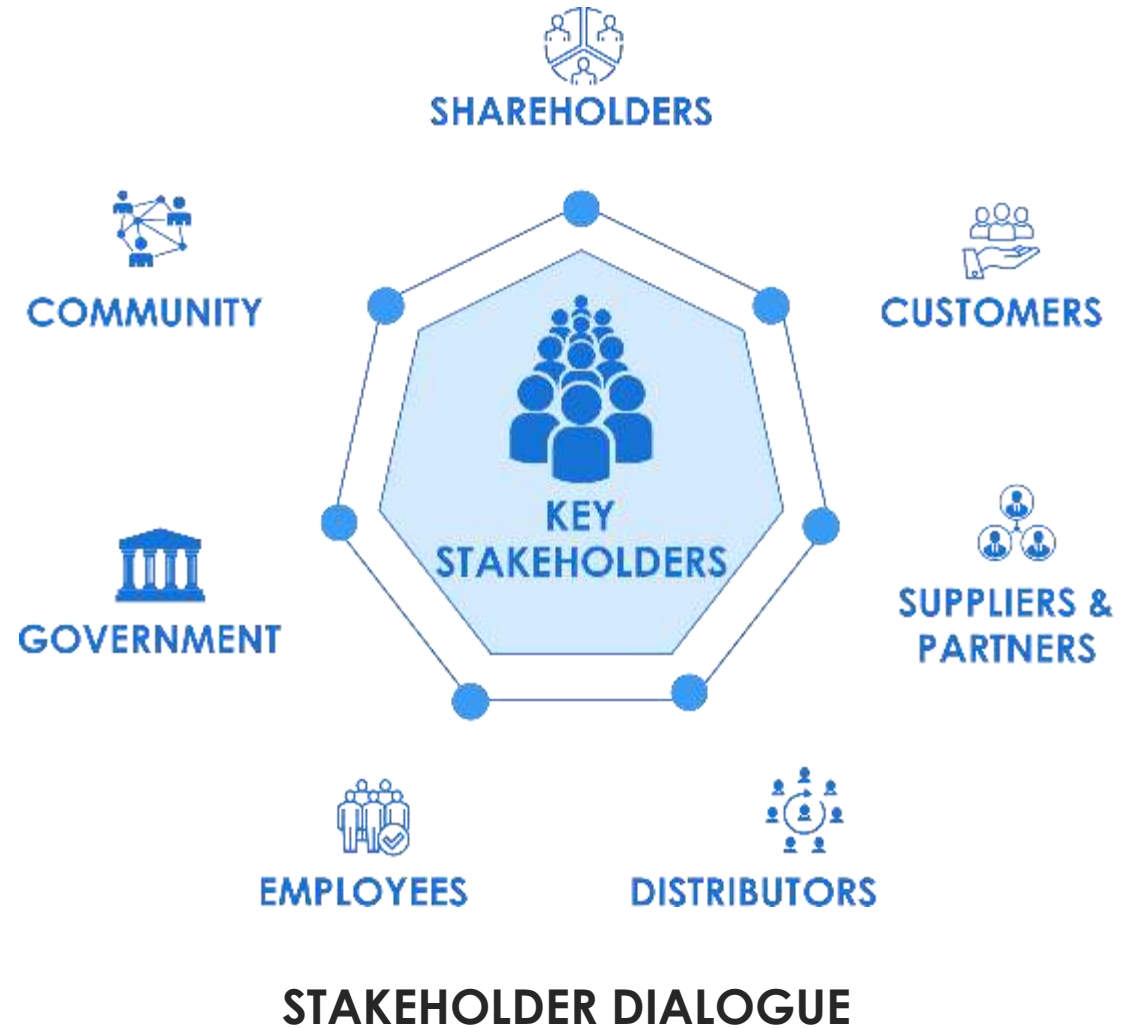 SHAREHOLDERS
COMMUNITY
CUSTOMERS
KEY
STAKEHOLDERS
GOVERNMENT
SUPPLIERS &
PARTNERS
EMPLOYEES
DISTRIBUTORS
STAKEHOLDER DIALOGUE